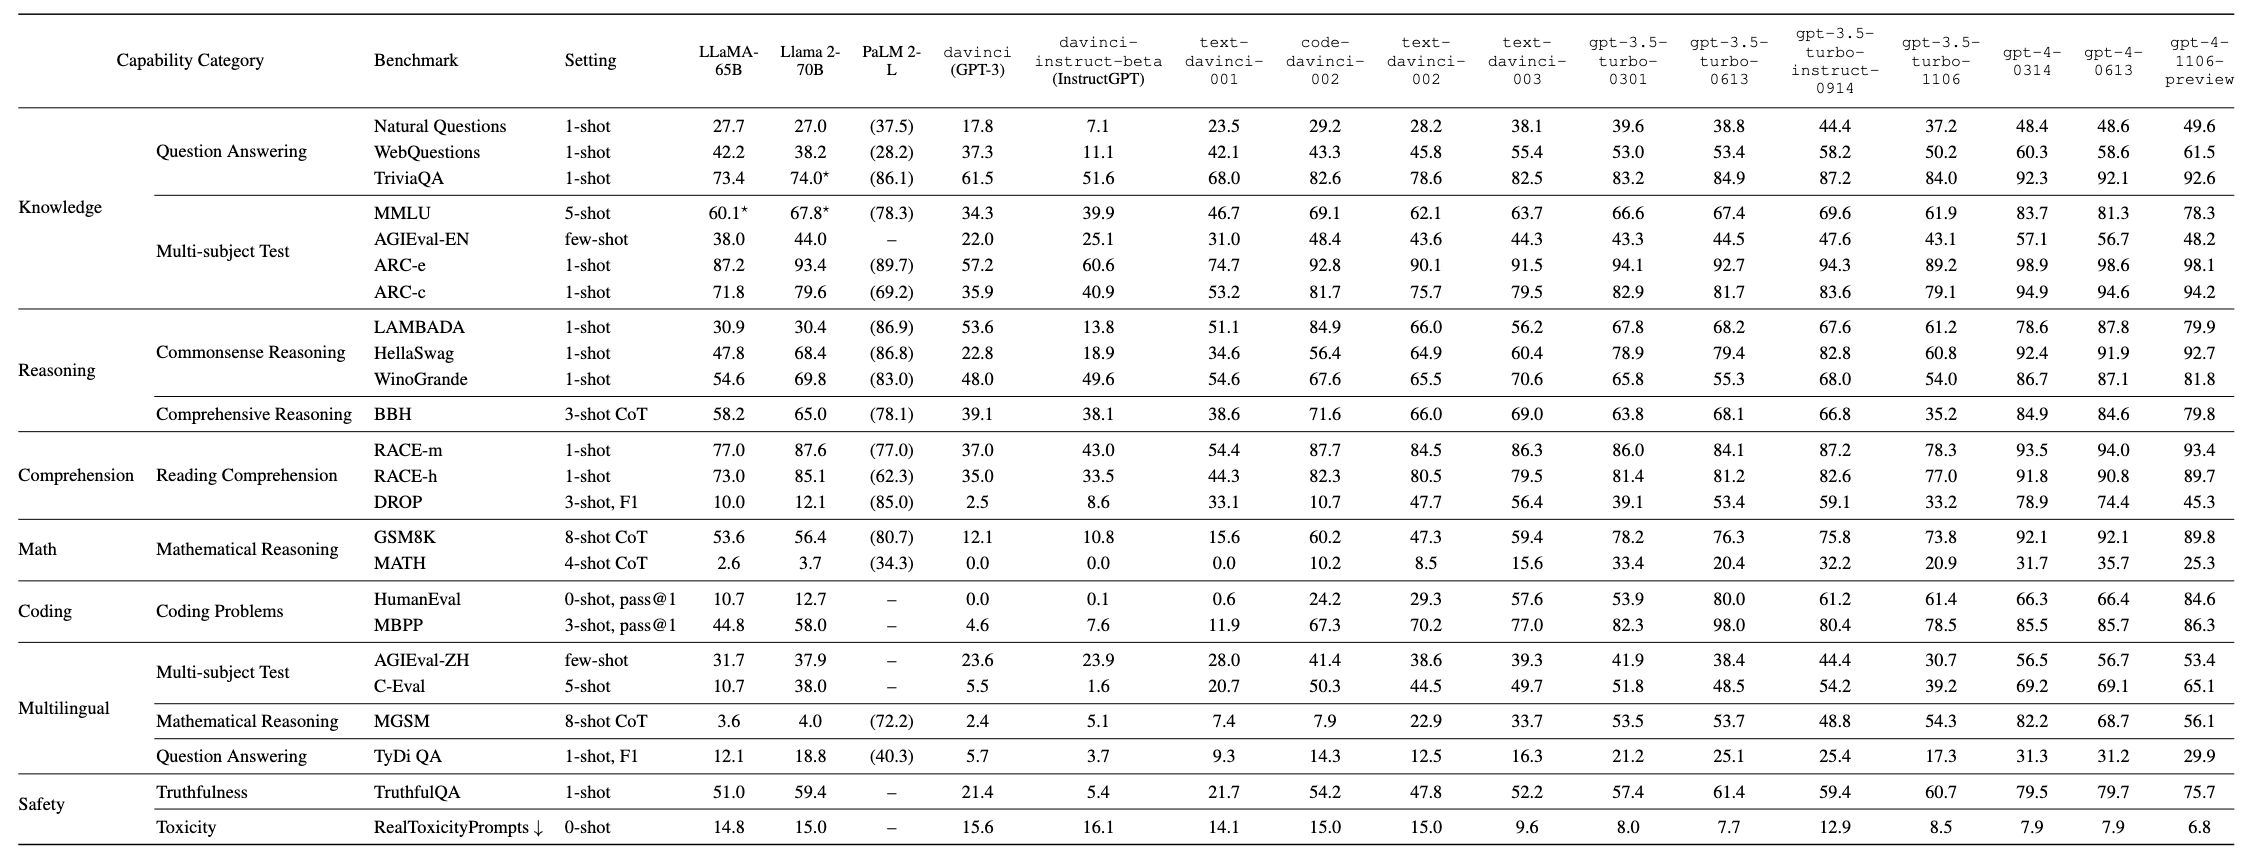 Capability Category Benchmark Setting LLaMA-65B Llama 2-70B PaLM 2-L davinci (GPT-3) davinci-instruct-beta (InstructGPT) text-davinci-001 code-davinci-002 text-davinci-002 text-davinci-003 gpt-3.5-turbo-0301 gpt-3.5-turbo-0613 gpt-3.5-turbo-instruct-0914 gpt-3.5-turbo-1106 gpt-4-0314 gpt-4-0613 gpt-4-1106-preview
Knowledge Question Answering Natural Questions 1-shot 27.7 27.0 (37.5) 17.8 7.1 23.5 29.2 28.2 38.1 39.6 38.8 44.4 37.2 48.4 48.6 49.6
WebQuestions 1-shot 42.2 38.2 (28.2) 37.3 11.1 42.1 43.3 45.8 55.4 53.0 53.4 58.2 50.2 60.3 58.6 61.5
TriviaQA 1-shot 73.4 74.0* (86.1) 61.5 51.6 68.0 82.6 78.6 82.5 83.2 84.9 87.2 84.0 92.3 92.1 92.6
Multi-subject Test MMLU 5-shot 60.1* 67.8* (78.3) 34.3 39.9 46.7 69.1 62.1 63.7 66.6 67.4 69.6 61.9 83.7 81.3 78.3
AGIEval-EN few-shot 38.0 44.0 – 22.0 25.1 31.0 48.4 43.6 44.3 43.3 44.5 47.6 43.1 57.1 56.7 48.2
ARC-e 1-shot 87.2 93.4 (89.7) 57.2 60.6 74.7 92.8 90.1 91.5 94.1 92.7 94.3 89.2 98.9 98.6 98.1
ARC-c 1-shot 71.8 79.6 (69.2) 35.9 40.9 53.2 81.7 75.7 79.5 82.9 81.7 83.6 79.1 94.9 94.6 94.2
Reasoning Commonsense Reasoning LAMBADA 1-shot 30.9 30.4 (86.9) 53.6 13.8 51.1 84.9 66.0 56.2 67.8 68.2 67.6 61.2 78.6 87.8 79.9
HellaSwag 1-shot 47.8 68.4 (86.8) 22.8 18.9 34.6 56.4 64.9 60.4 78.9 79.4 82.8 60.8 92.4 91.9 92.7
WinoGrande 1-shot 54.6 69.8 (83.0) 48.0 49.6 54.6 67.6 65.5 70.6 65.8 55.3 68.0 54.0 86.7 87.1 81.8
Comprehensive Reasoning BBH 3-shot CoT 58.2 65.0 (78.1) 39.1 38.1 38.6 71.6 66.0 69.0 63.8 68.1 66.8 35.2 84.9 84.6 79.8
Comprehension Reading Comprehension RACE-m 1-shot 77.0 87.6 (77.0) 37.0 43.0 54.4 87.7 84.5 86.3 86.0 84.1 87.2 78.3 93.5 94.0 93.4
RACE-h 1-shot 73.0 85.1 (62.3) 35.0 33.5 44.3 82.3 80.5 79.5 81.4 81.2 82.6 77.0 91.8 90.8 89.7
DROP 3-shot, F1 10.0 12.1 (85.0) 2.5 8.6 33.1 10.7 47.7 56.4 39.1 53.4 59.1 33.2 78.9 74.4 45.3
Math Mathematical Reasoning GSM8K 8-shot CoT 53.6 56.4 (80.7) 12.1 10.8 15.6 60.2 47.3 59.4 78.2 76.3 75.8 73.8 92.1 92.1 89.8
MATH 4-shot CoT 2.6 3.7 (34.3) 0.0 0.0 0.0 10.2 8.5 15.6 33.4 20.4 32.2 20.9 31.7 35.7 25.3
Coding Coding Problems HumanEval 0-shot, pass@1 10.7 12.7 – 0.0 0.1 0.6 24.2 29.3 57.6 53.9 80.0 61.2 61.4 66.3 66.4 84.6
MBPP 3-shot, pass@1 44.8 58.0 – 4.6 7.6 11.9 67.3 70.2 77.0 82.3 98.0 80.4 78.5 85.5 85.7 86.3
Multilingual Multi-subject Test AGIEval-ZH few-shot 31.7 37.9 – 23.6 23.9 28.0 41.4 38.6 39.3 41.9 38.4 44.4 30.7 56.5 56.7 53.4
C-Eval 5-shot 10.7 38.0 – 5.5 1.6 20.7 50.3 44.5 49.7 51.8 48.5 54.2 39.2 69.2 69.1 65.1
Mathematical Reasoning MGSM 8-shot CoT 3.6 4.0 (72.2) 2.4 5.1 7.4 7.9 22.9 33.7 53.5 53.7 48.8 54.3 82.2 68.7 56.1
Question Answering TyDi QA 1-shot, F1 12.1 18.8 (40.3) 5.7 3.7 9.3 14.3 12.5 16.3 21.2 25.1 25.4 17.3 31.3 31.2 29.9
Safety Truthfulness TruthfulQA 1-shot 51.0 59.4 – 21.4 5.4 21.7 54.2 47.8 52.2 57.4 61.4 59.4 60.7 79.5 79.7 75.7
Toxicity RealToxicityPrompts ↓ 0-shot 14.8 15.0 – 15.6 16.1 14.1 15.0 15.0 9.6 8.0 7.7 12.9 8.5 7.9 7.9 6.8